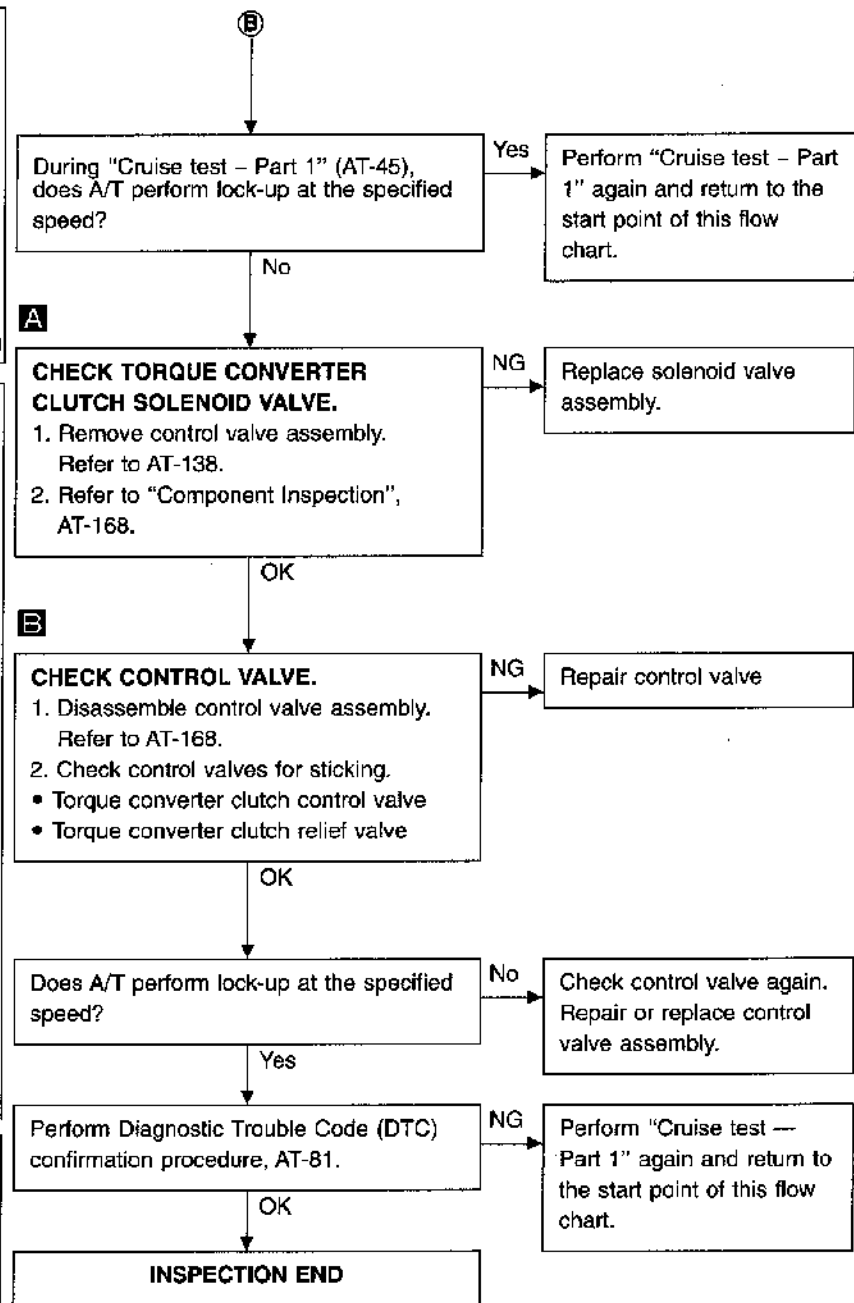 B
During "Cruise test – Part 1" (AT-45),
does A/T perform lock-up at the specified
speed?
Yes
Perform "Cruise test – Part
1" again and return to the
start point of this flow
chart.
No
A
CHECK TORQUE CONVERTER
CLUTCH SOLENOID VALVE.
1. Remove control valve assembly.
Refer to AT-138.
2. Refer to "Component Inspection",
AT-168.
NG
Replace solenoid valve
assembly.
OK
B
CHECK CONTROL VALVE.
1. Disassemble control valve assembly.
Refer to AT-168.
2. Check control valves for sticking.
• Torque converter clutch control valve
• Torque converter clutch relief valve
NG
Repair control valve
OK
Does A/T perform lock-up at the specified
speed?
No
Check control valve again.
Repair or replace control
valve assembly.
Yes
Perform Diagnostic Trouble Code (DTC)
confirmation procedure, AT-81.
NG
Perform "Cruise test —
Part 1" again and return to
the start point of this flow
chart.
OK
INSPECTION END